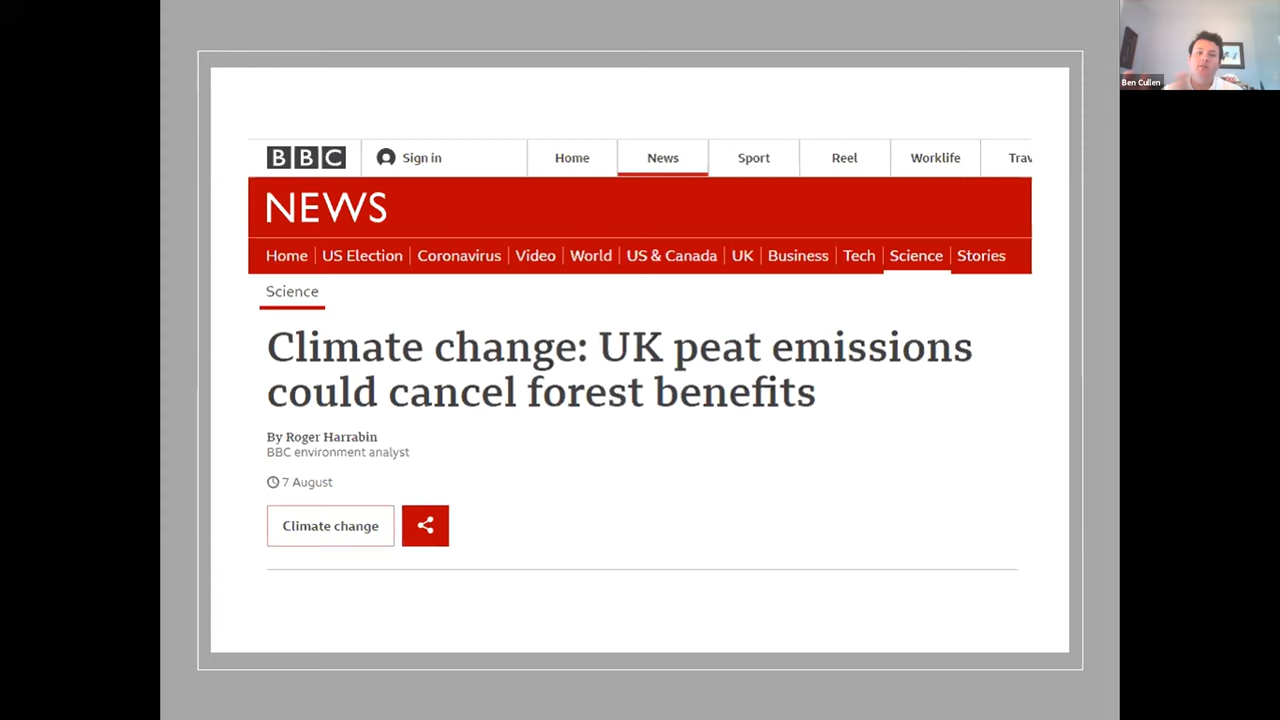 BBC
Sign in
Home
News
Sport
Reel
Worklife
Trav
NEWS
Home
US Election
Coronavirus
Video
World
US & Canada
UK
Business
Tech
Science
Stories
Science
Climate change: UK peat emissions
could cancel forest benefits
By Roger Harrabin
BBC environment analyst
7 August
Climate change
Ben Cullen